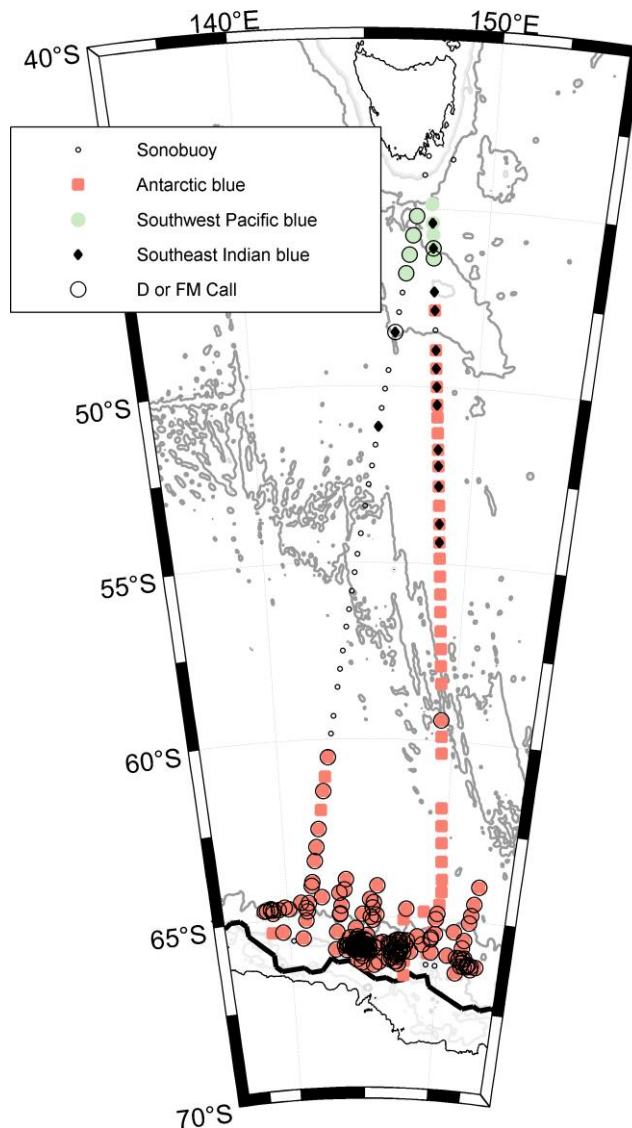 140°E
150°E
40°S
Sonobuoy
Antarctic blue
Southwest Pacific blue
Southeast Indian blue
D or FM Call
50°S
55°S
60°S
65°S
70°S